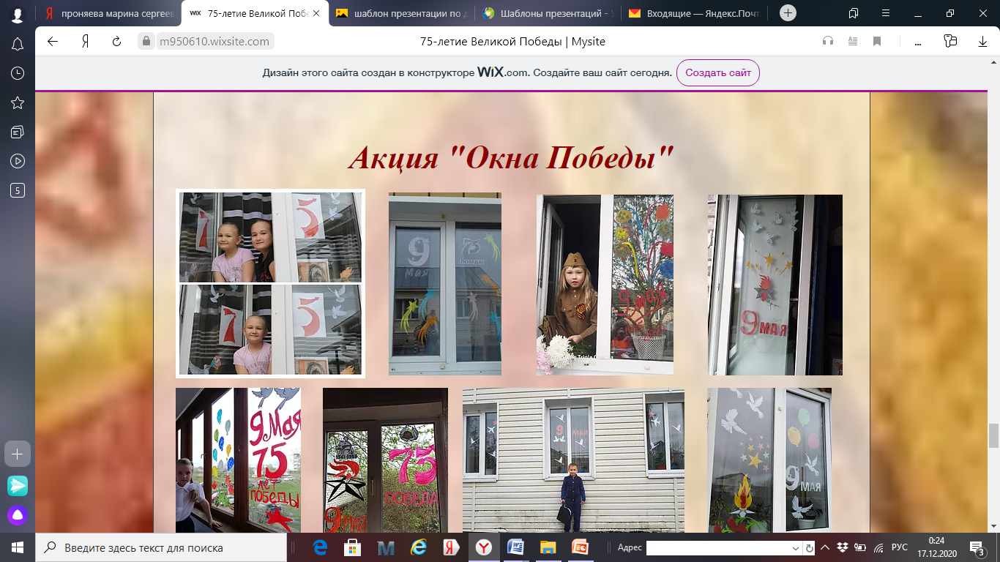 проняева марина сергеев
75-летие Великой Побе
шаблон презентации по д
Шаблоны презентаций - У
Входящие — Яндекс.Почт
m950610.wixsite.com
75-летие Великой Победы | Mysite
Дизайн этого сайта создан в конструкторе WiX.com. Создайте ваш сайт сегодня.
Создать сайт
Акция "Окна Победы"
7 5
7 5
9 мая
75
ПОБЕДА!
9 мая
9 МАЯ
9 Мая
75
лет
ПОБЕДЫ
75
ПОБЕДА
9 МАЯ
9 МАЯ
9 МАЯ
5
Введите здесь текст для поиска
Адрес
РУС
0:24
17.12.2020
3